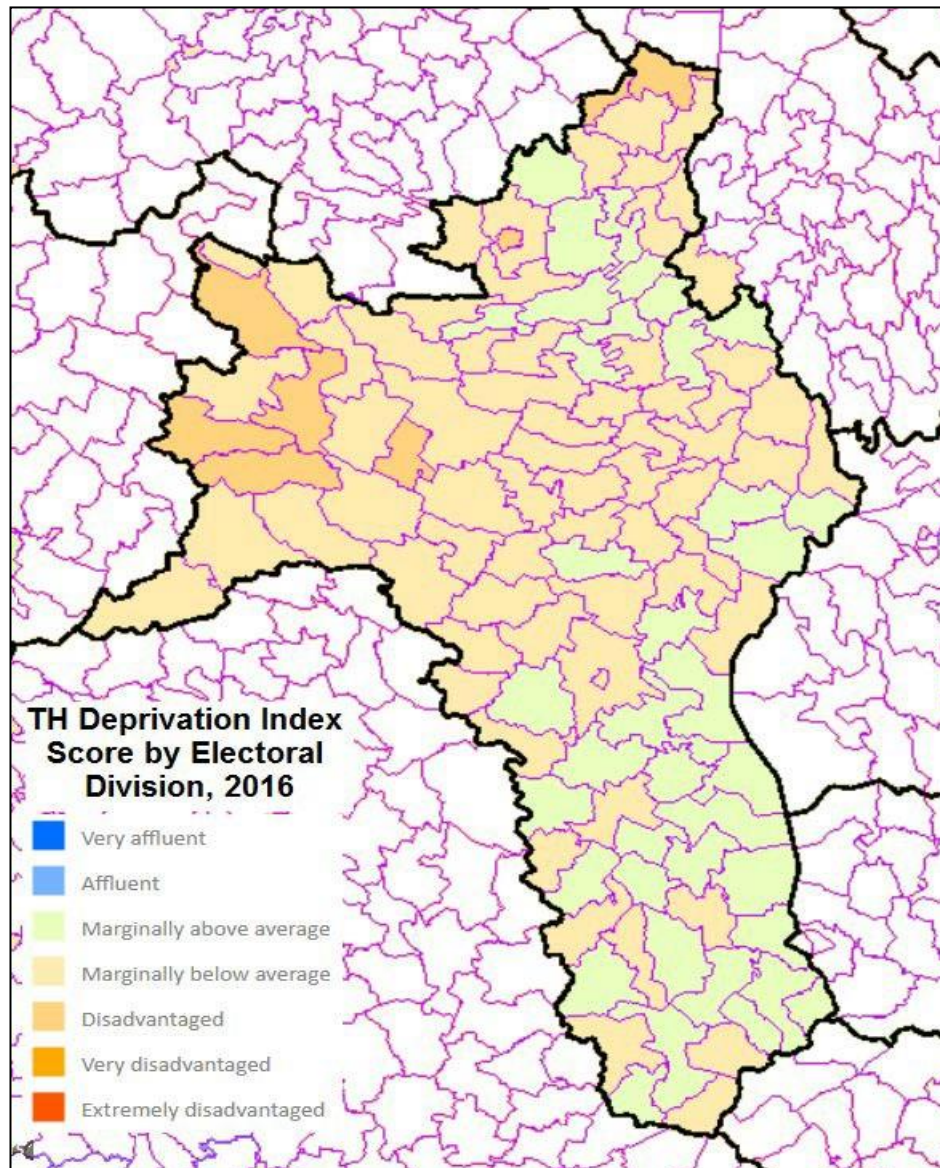 TH Deprivation Index
Score by Electoral
Division, 2016
Very affluent
Affluent
Marginally above average
Marginally below average
Disadvantaged
Very disadvantaged
Extremely disadvantaged